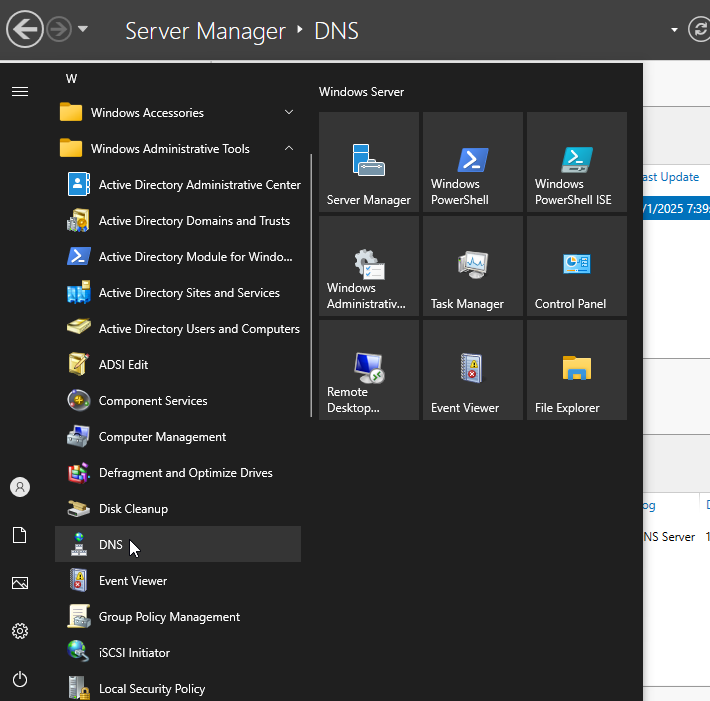 Server Manager ‣ DNS
W
Windows Accessories
Windows Administrative Tools
Active Directory Administrative Center
Active Directory Domains and Trusts
Active Directory Module for Windo...
Active Directory Sites and Services
Active Directory Users and Computers
ADSI Edit
Component Services
Computer Management
Defragment and Optimize Drives
Disk Cleanup
DNS
Event Viewer
Group Policy Management
iSCSI Initiator
Local Security Policy
Windows Server
Server Manager
Windows
PowerShell
Windows
PowerShell ISE
Windows
Administrativ...
Task Manager
Control Panel
Remote
Desktop...
Event Viewer
File Explorer
ast Update
/1/2025 7:39:
og
NS Server